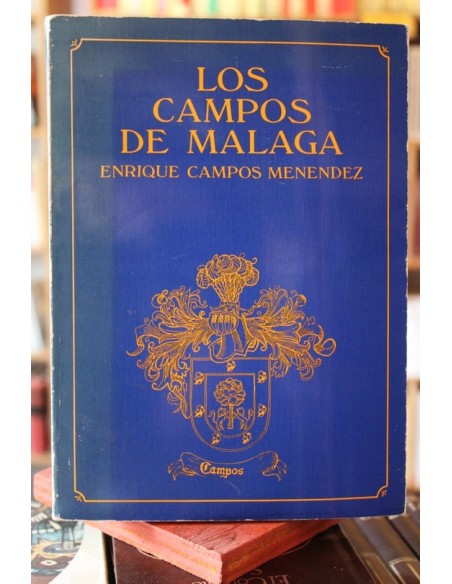 LOS
CAMPOS
DE MALAGA
ENRIQUE CAMPOS MENENDEZ
Campos